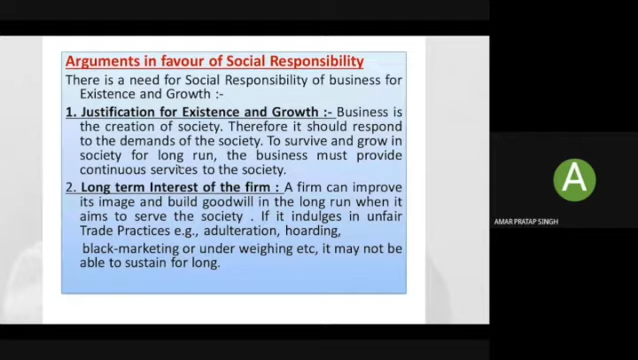 Arguments in favour of Social Responsibility
There is a need for Social Responsibility of business for
Existence and Growth :-
1. Justification for Existence and Growth :- Business is
the creation of society. Therefore it should respond
to the demands of the society. To survive and grow in
society for long run, the business must provide
continuous services to the society.
2. Long term Interest of the firm : A firm can improve
its image and build goodwill in the long run when it
aims to serve the society . If it indulges in unfair
Trade Practices e.g., adulteration, hoarding,
black-marketing or under weighing etc, it may not be
able to sustain for long.
A
AMAR PRATAP SINGH